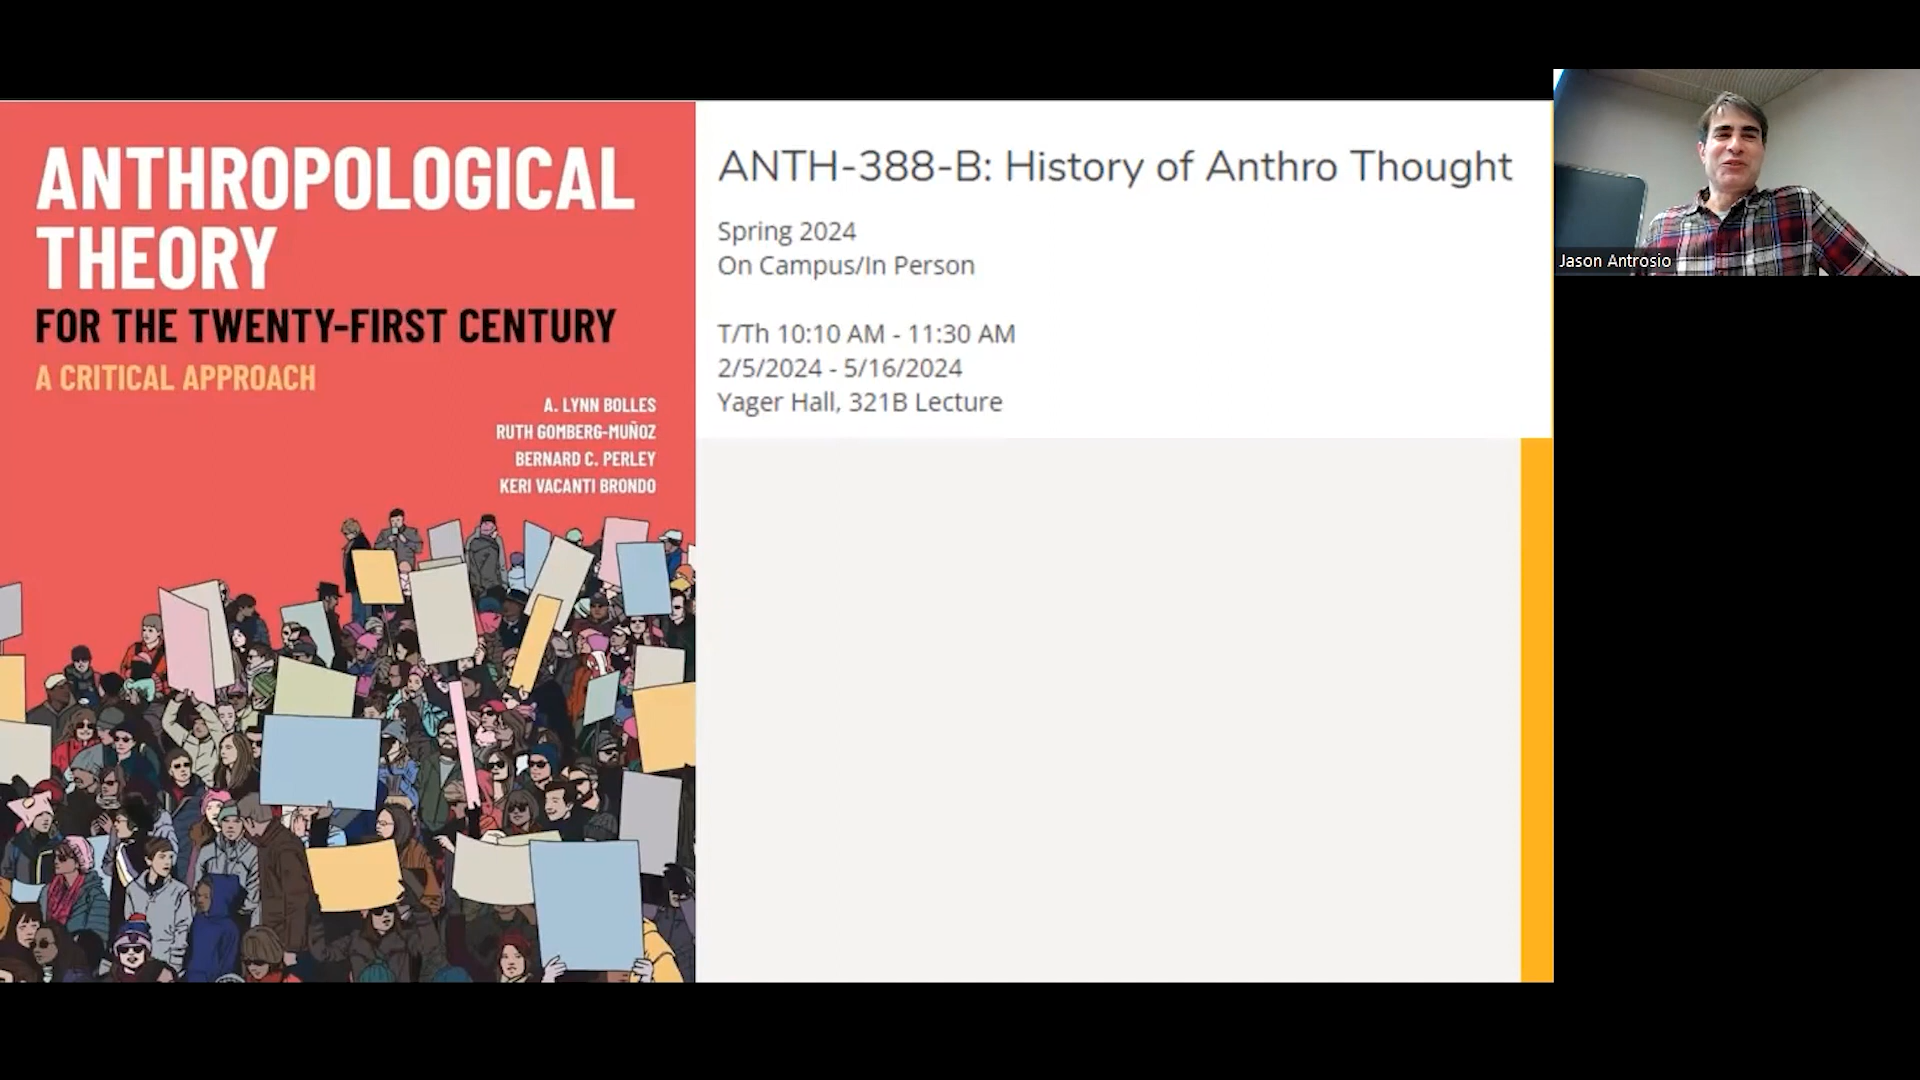 ANTHROPOLOGICAL
THEORY
FOR THE TWENTY-FIRST CENTURY
A CRITICAL APPROACH
A. LYNN BOLLES
RUTH GOMBERG-MUÑOZ
BERNARD C. PERLEY
KERI VACANTI BRONDO
ANTH-388-B: History of Anthro Thought
Spring 2024
On Campus/In Person
T/Th 10:10 AM - 11:30 AM
2/5/2024 - 5/16/2024
Yager Hall, 321B Lecture
Jason Antrosio